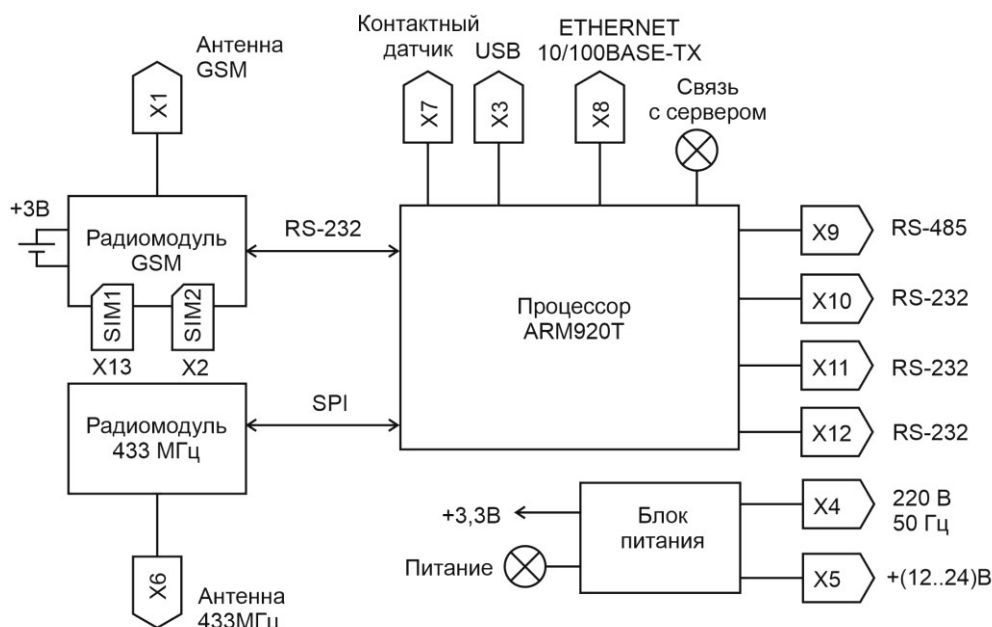 Антенна
GSM
X1
Контактный
датчик
X7
USB
X3
ETHERNET
10/100BASE-TX
X8
Связь
с сервером
+3В
Радиомодуль
GSM
SIM1
SIM2
X13
X2
RS-232
Процессор
ARM920T
X9
RS-485
X10
RS-232
X11
RS-232
X12
RS-232
Радиомодуль
433 МГц
SPI
X6
Антенна
433МГц
+3,3В
Питание
Блок
питания
X4
220 В
50 Гц
X5
+(12..24)В